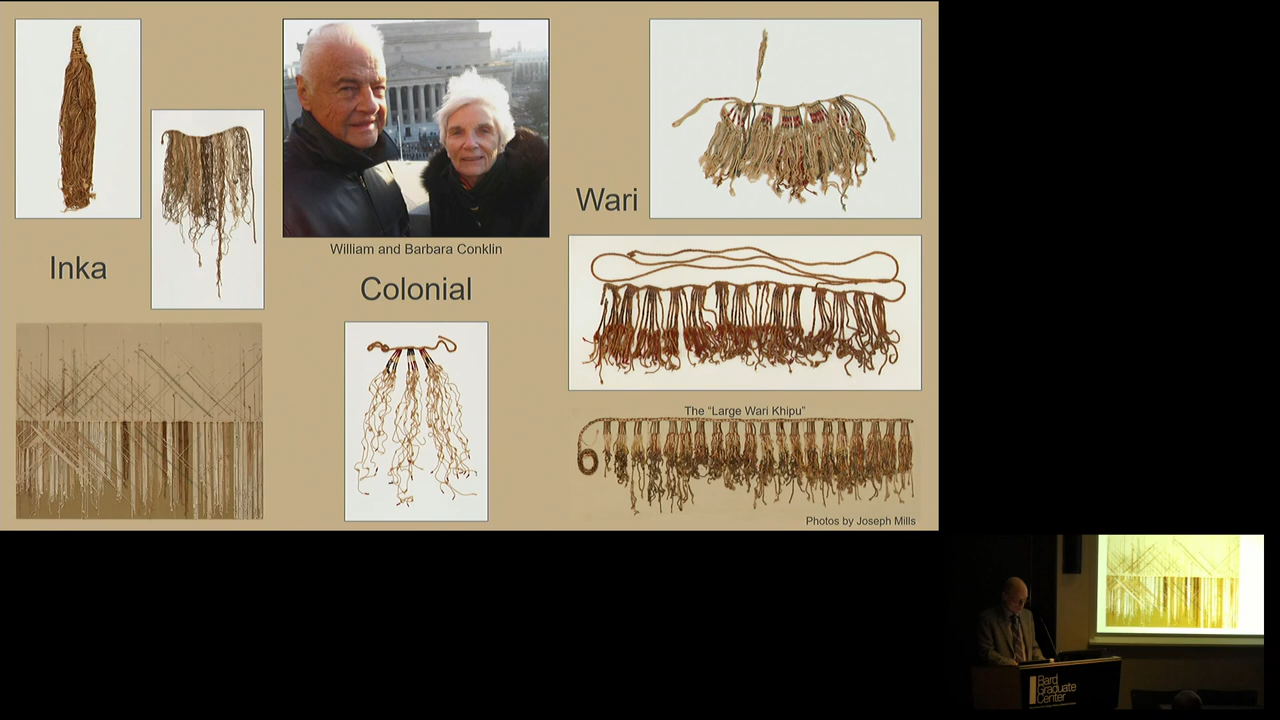 William and Barbara Conklin
Inka
Colonial
Wari
The “Large Wari Khipu”
Photos by Joseph Mills
Bard
Graduate
Center